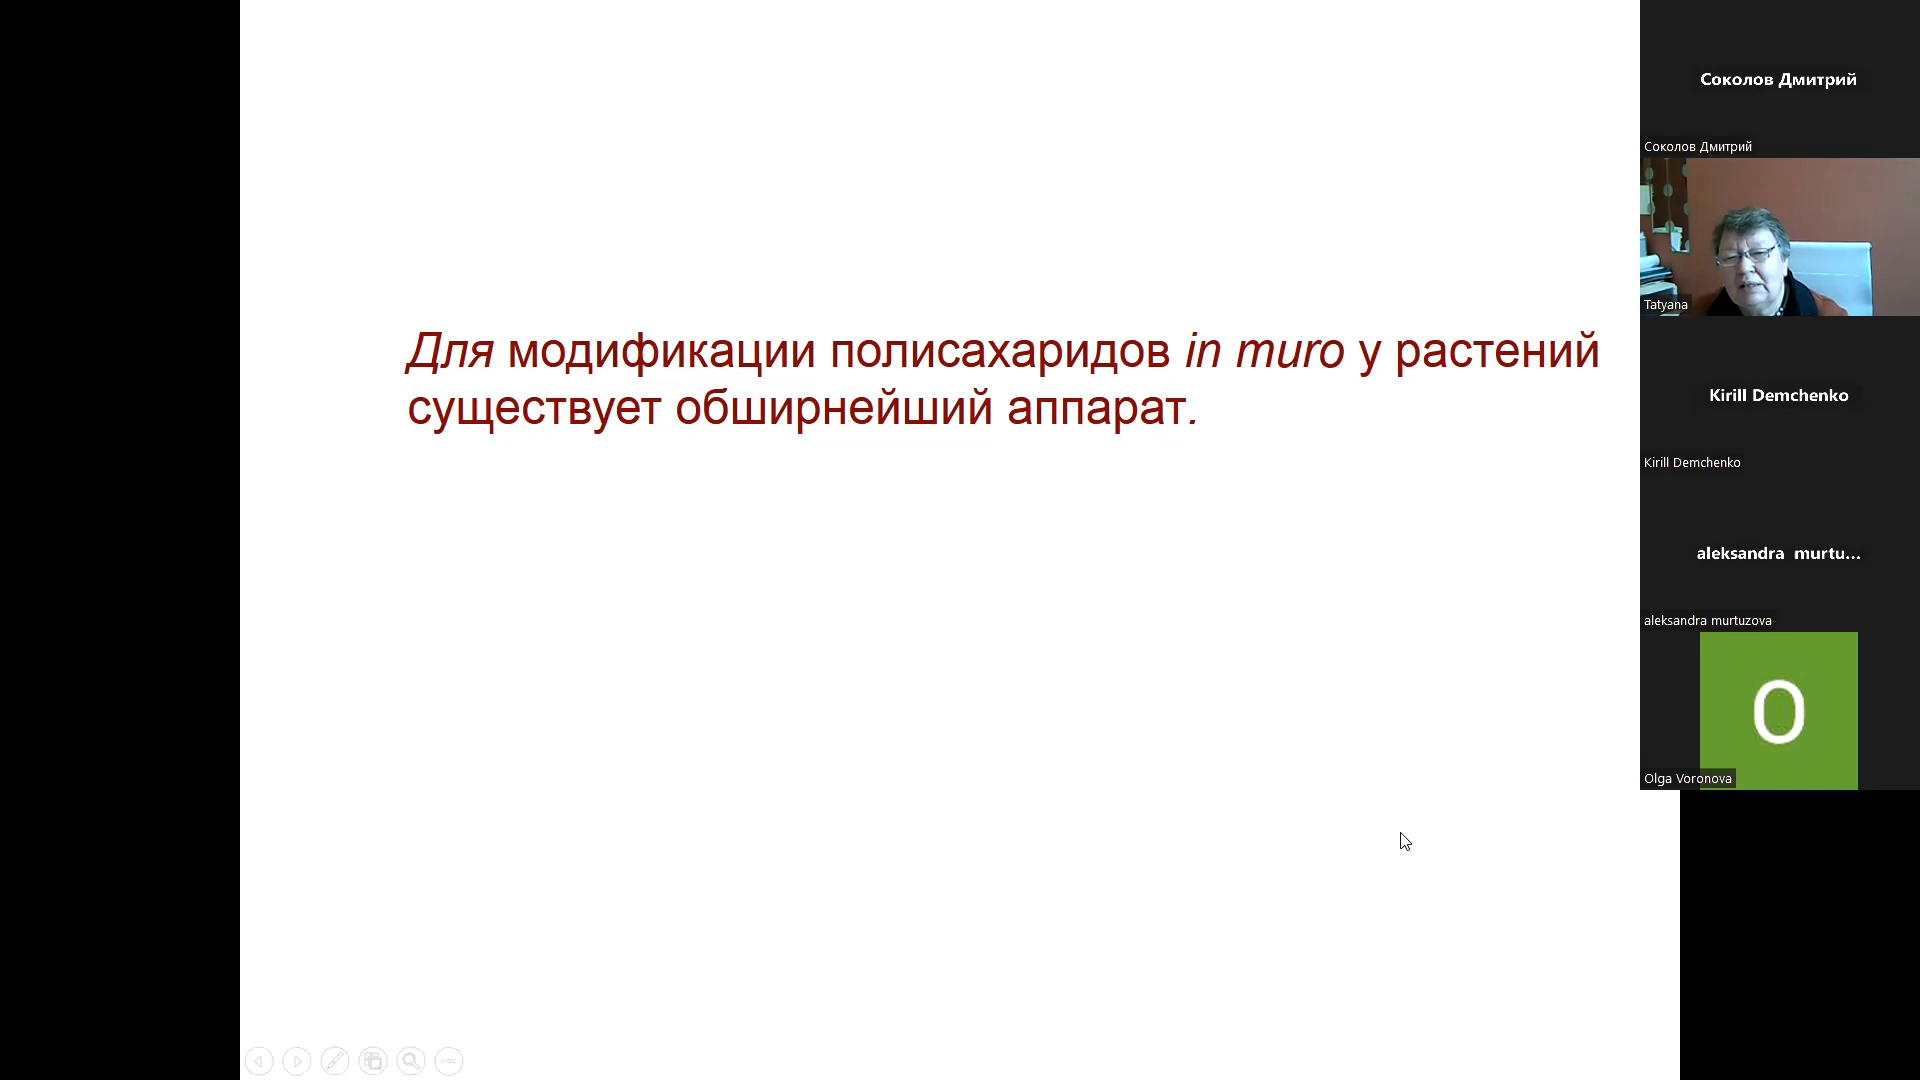 Для модификации полисахаридов in muro у растений
существует обширнейший аппарат.
Соколов Дмитрий
Соколов Дмитрий
Tatyana
Kirill Demchenko
Kirill Demchenko
aleksandra murtu...
aleksandra murtuzova
O
Olga Voronova